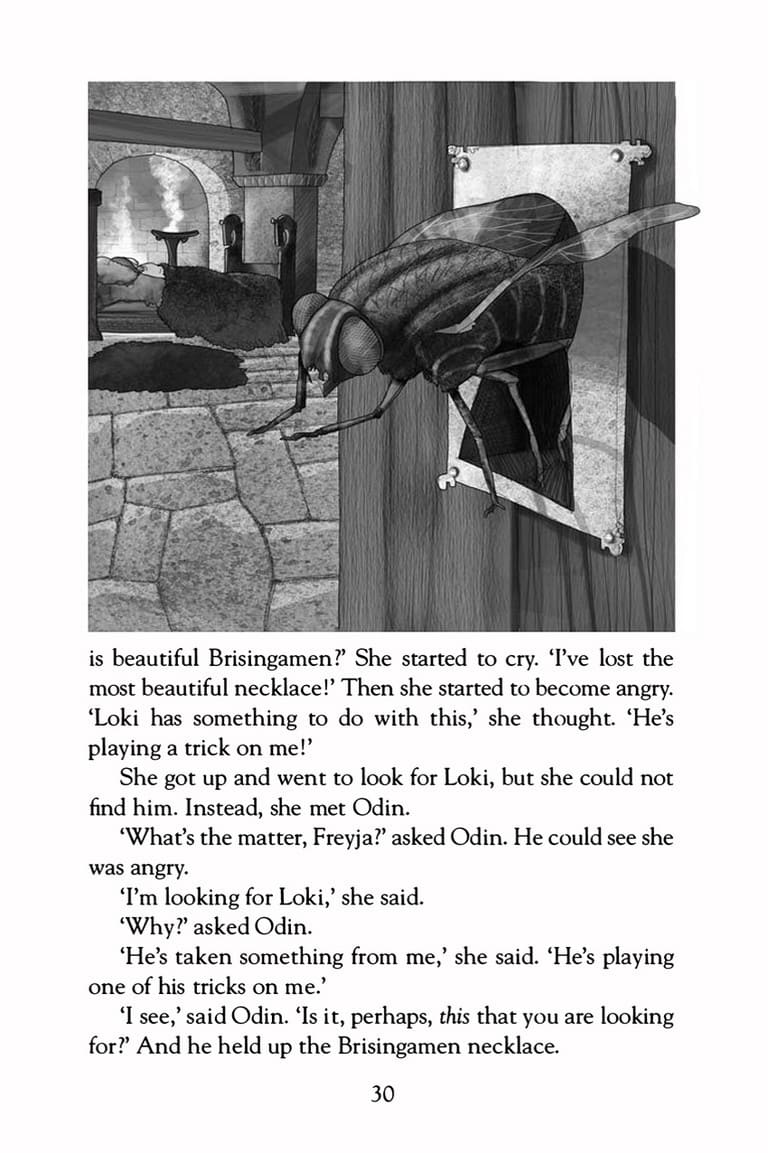 is beautiful Brisingamen?’ She started to cry. ‘I’ve lost the
most beautiful necklace!’ Then she started to become angry.
‘Loki has something to do with this,’ she thought. ‘He’s
playing a trick on me!’
She got up and went to look for Loki, but she could not
find him. Instead, she met Odin.
‘What’s the matter, Freyja?’ asked Odin. He could see she
was angry.
‘I’m looking for Loki,’ she said.
‘Why?’ asked Odin.
‘He’s taken something from me,’ she said. ‘He’s playing
one of his tricks on me.’
‘I see,’ said Odin. ‘Is it, perhaps, this that you are looking
for?’ And he held up the Brisingamen necklace.
30